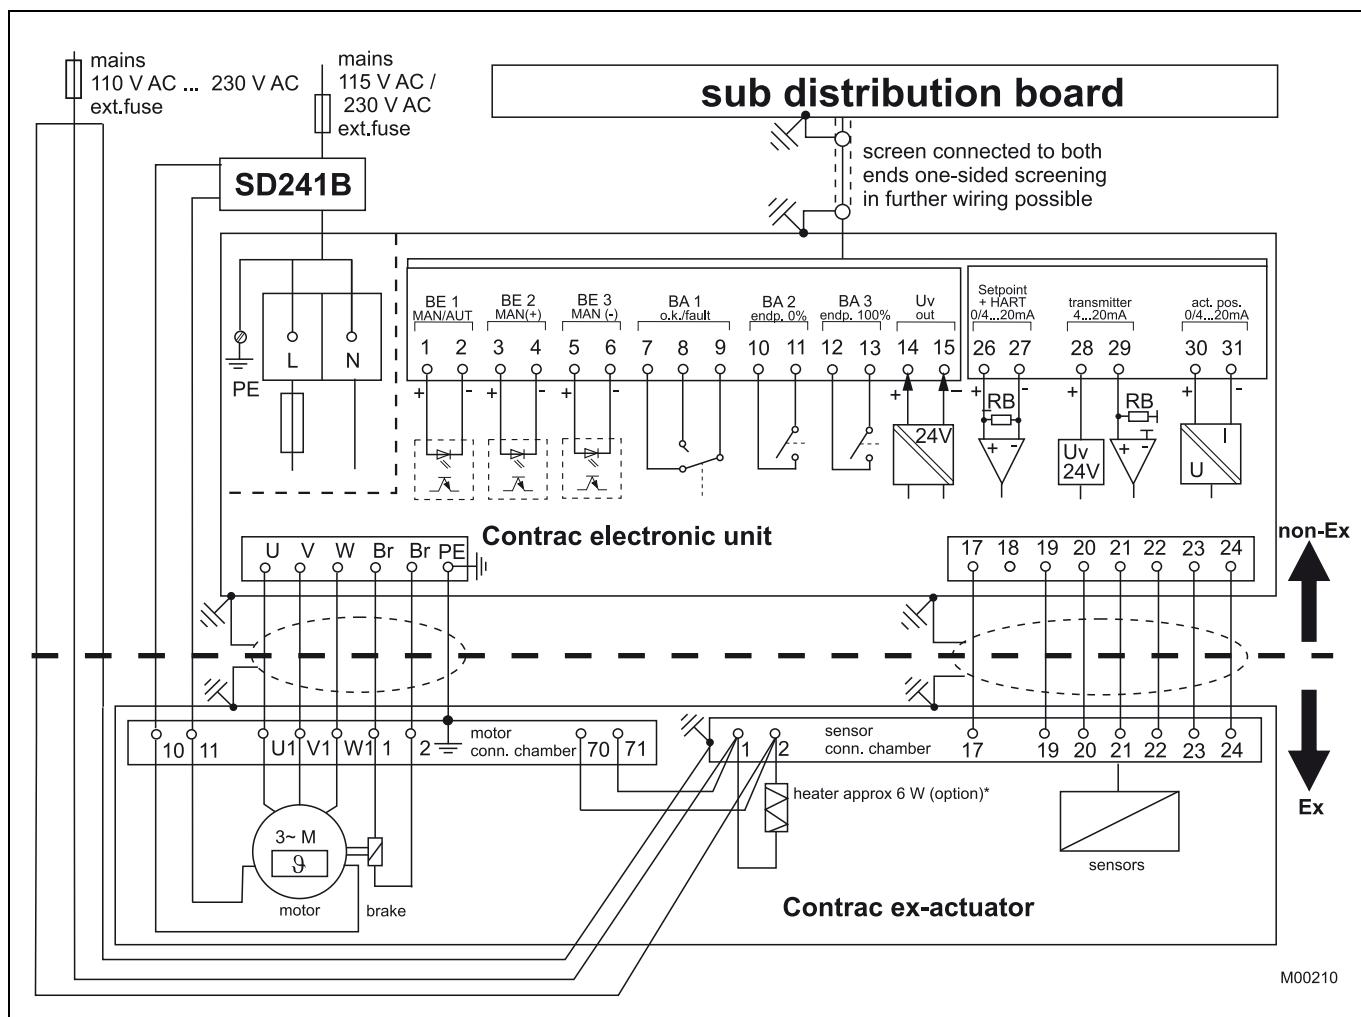 mains
110 V AC ... 230 V AC
ext.fuse
mains
115 V AC /
230 V AC
ext.fuse
sub distribution board
screen connected to both
ends one-sided screening
in further wiring possible
SD241B
PE
L N
BE 1
MAN/AUT
BE 2
MAN(+)
BE 3
MAN (-)
BA 1
o.k./fault
BA 2
endp. 0%
BA 3
endp. 100%
Uv
out
Setpoint
+ HART
0/4...20mA
transmitter
4...20mA
act. pos.
0/4...20mA
1 2 3 4 5 6 7 8 9 10 11 12 13 14 15 26 27 28 29 30 31
+ - + - + - + - + - + + -
RB RB
24V
+ -
Uv
24V
+ -
I
U
Contrac electronic unit
non-Ex
U V W Br Br PE
17 18 19 20 21 22 23 24
10 11 U1 V1 W1 1 2
motor
conn. chamber
70 71
1 2
sensor
conn. chamber
17 19 20 21 22 23 24
Ex
heater approx 6 W (option)*
3~ M
ϑ
motor
brake
sensors
Contrac ex-actuator
M00210